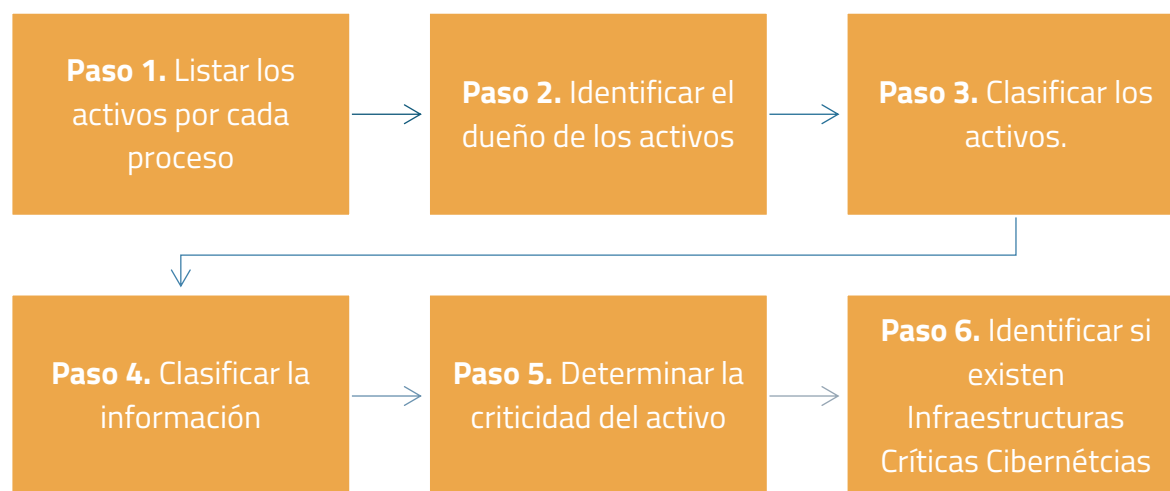 Paso 1. Listar los
activos por cada
proceso
Paso 2. Identificar el
dueño de los activos
Paso 3. Clasificar los
activos.
Paso 4. Clasificar la
información
Paso 5. Determinar la
criticidad del activo
Paso 6. Identificar si
existen
Infraestructuras
Críticas Cibernétcias